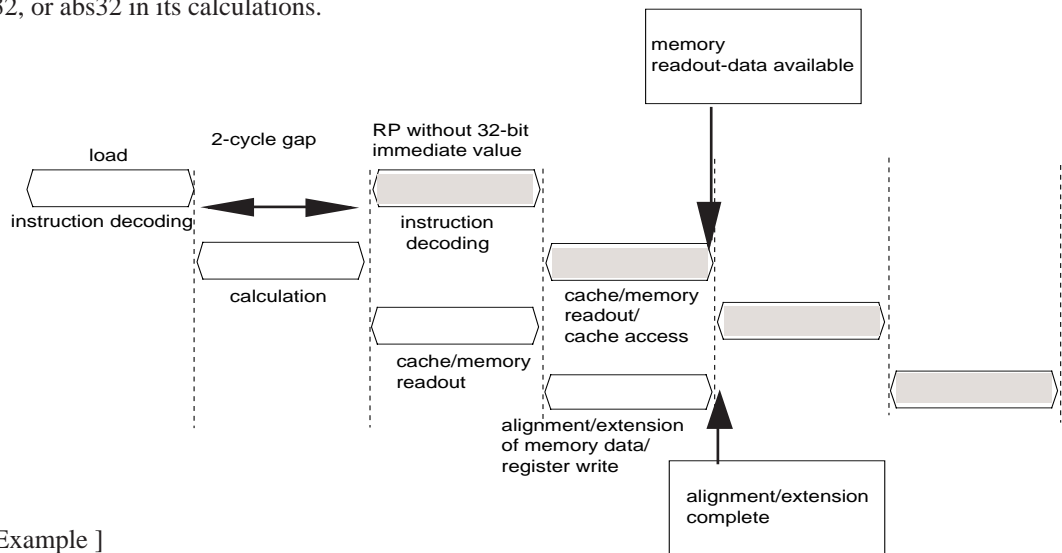 32, or abs32 in its calculations.
memory
readout-data available
2-cycle gap
RP without 32-bit
immediate value
load
instruction decoding
instruction
decoding
calculation
cache/memory
readout/
cache access
cache/memory
readout
alignment/extension
of memory data/
register write
alignment/extension
complete
Example ]